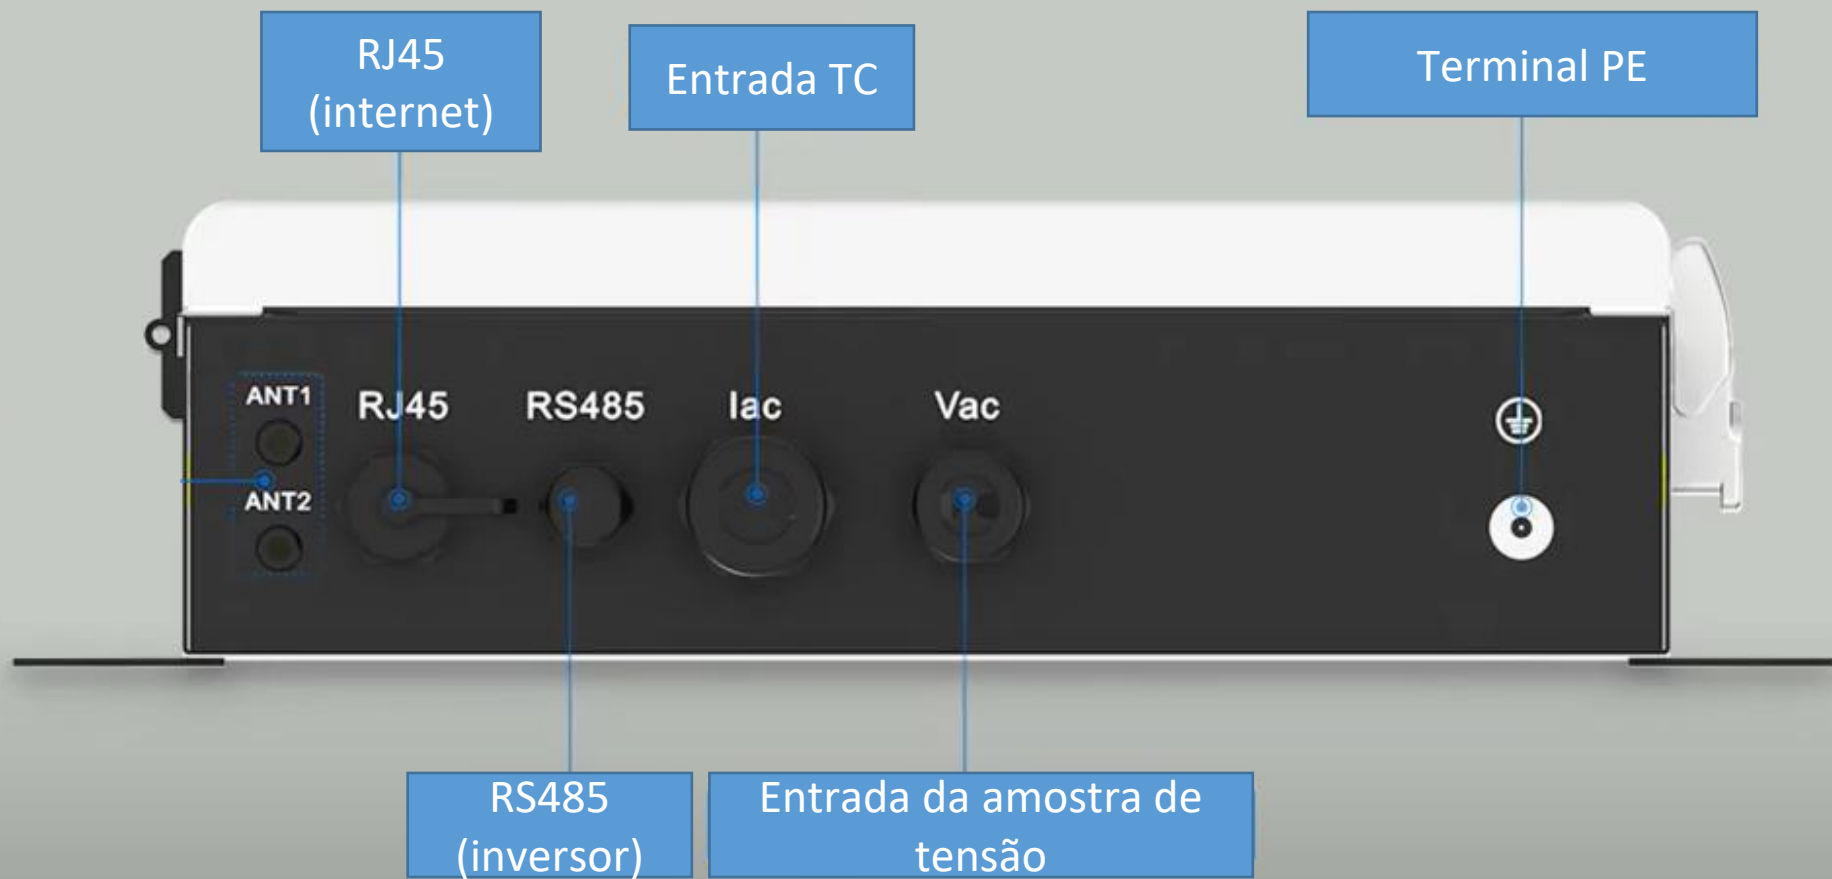 RJ45
(internet)
Entrada TC
Terminal PE
ANT1
RJ45
RS485
Iac
Vac
ANT2
RS485
(inversor)
Entrada da amostra de
tensão